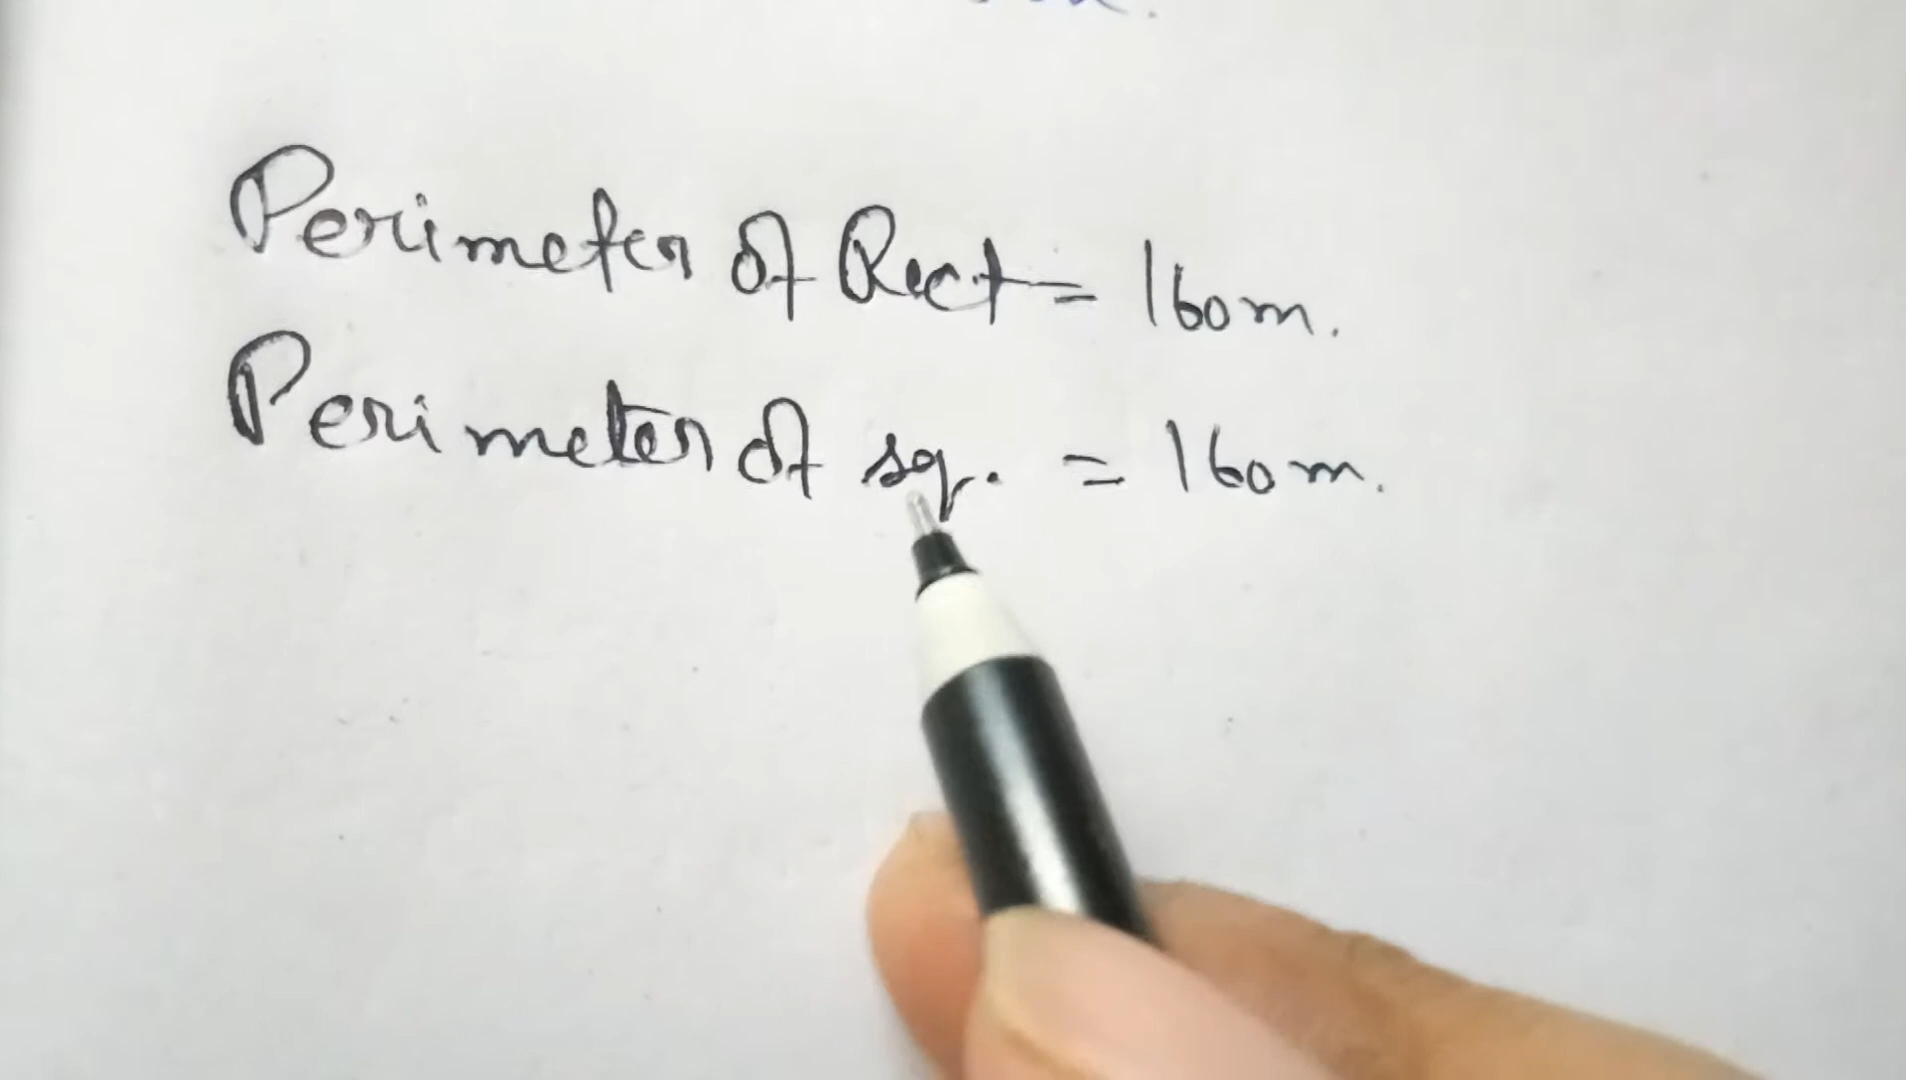 Perimeter of Rect = 160m.
Perimeter of sq. = 160m.